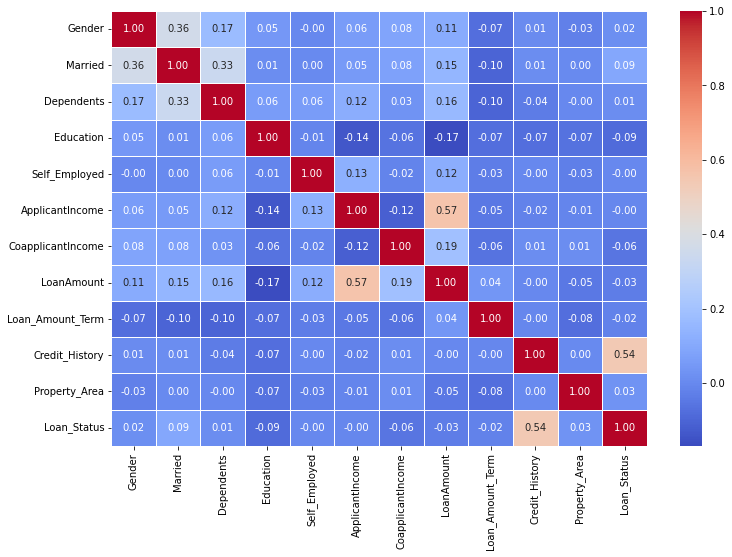 Gender 1.00 0.36 0.17 0.05 -0.00 0.06 0.08 0.11 -0.07 0.01 -0.03 0.02
Married 0.36 1.00 0.33 0.01 0.00 0.05 0.08 0.15 -0.10 0.01 0.00 0.09
Dependents 0.17 0.33 1.00 0.06 0.06 0.12 0.03 0.16 -0.10 -0.04 -0.00 0.01
Education 0.05 0.01 0.06 1.00 -0.01 -0.14 -0.06 -0.17 -0.07 -0.07 -0.07 -0.09
Self_Employed -0.00 0.00 0.06 -0.01 1.00 0.13 -0.02 0.12 -0.03 -0.00 -0.03 -0.00
ApplicantIncome 0.06 0.05 0.12 -0.14 0.13 1.00 -0.12 0.57 -0.05 -0.02 -0.01 -0.00
CoapplicantIncome 0.08 0.08 0.03 -0.06 -0.02 -0.12 1.00 0.19 -0.06 0.01 0.01 -0.06
LoanAmount 0.11 0.15 0.16 -0.17 0.12 0.57 0.19 1.00 0.04 -0.00 -0.05 -0.03
Loan_Amount_Term -0.07 -0.10 -0.10 -0.07 -0.03 -0.05 -0.06 0.04 1.00 -0.00 -0.08 -0.02
Credit_History 0.01 0.01 -0.04 -0.07 -0.00 -0.02 0.01 -0.00 -0.00 1.00 0.00 0.54
Property_Area -0.03 0.00 -0.00 -0.07 -0.03 -0.01 0.01 -0.05 -0.08 0.00 1.00 0.03
Loan_Status 0.02 0.09 0.01 -0.09 -0.00 -0.00 -0.06 -0.03 -0.02 0.54 0.03 1.00
Gender
Married
Dependents
Education
Self_Employed
ApplicantIncome
CoapplicantIncome
LoanAmount
Loan_Amount_Term
Credit_History
Property_Area
Loan_Status
1.0
0.8
0.6
0.4
0.2
0.0